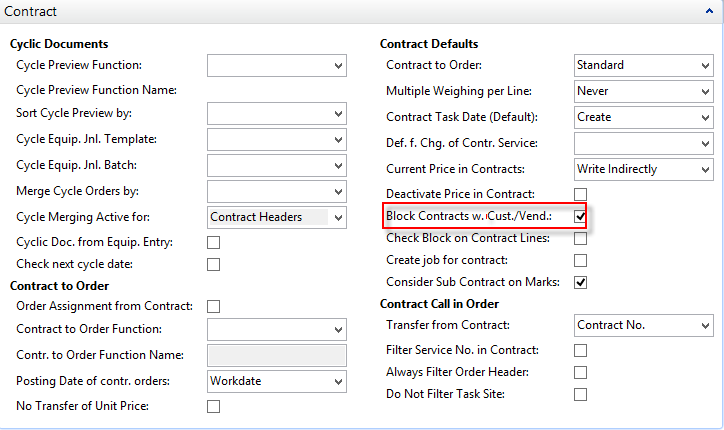 Contract
Cyclic Documents
Cycle Preview Function:
Cycle Preview Function Name:
Sort Cycle Preview by:
Cycle Equip. Jnl. Template:
Cycle Equip. Jnl. Batch:
Merge Cycle Orders by:
Cycle Merging Active for: Contract Headers
Cyclic Doc. from Equip. Entry:
Check next cycle date:
Contract to Order
Order Assignment from Contract:
Contract to Order Function:
Contr. to Order Function Name:
Posting Date of contr. orders: Workdate
No Transfer of Unit Price:
Contract Defaults
Contract to Order: Standard
Multiple Weighing per Line: Never
Contract Task Date (Default): Create
Def. f. Chg. of Contr. Service:
Current Price in Contracts: Write Indirectly
Deactivate Price in Contract:
Block Contracts w. Cust./Vend.:
Check Block on Contract Lines:
Create job for contract:
Consider Sub Contract on Marks:
Contract Call in Order
Transfer from Contract: Contract No.
Filter Service No. in Contract:
Always Filter Order Header:
Do Not Filter Task Site: